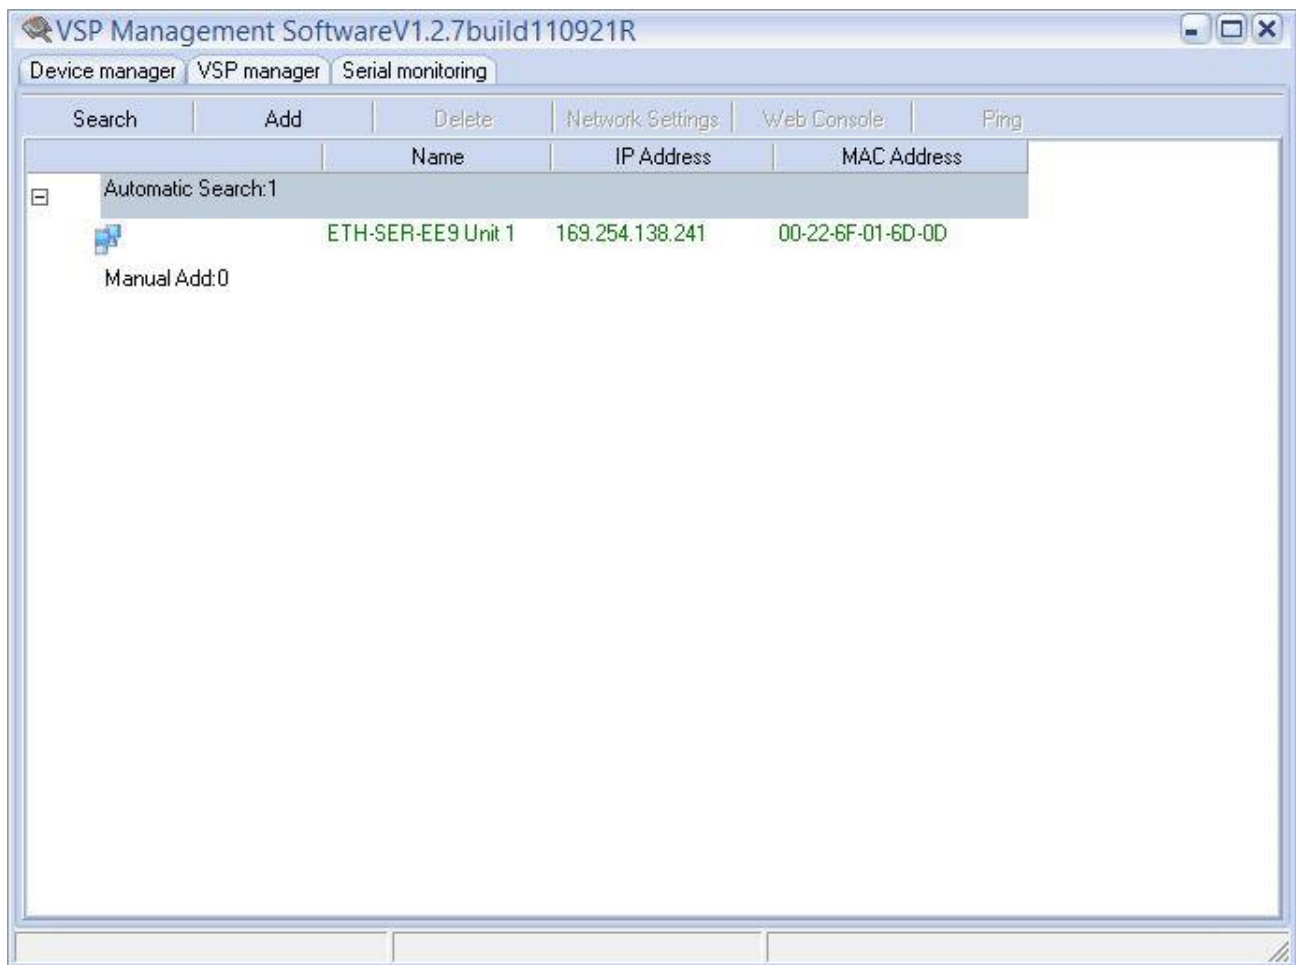 VSP Management SoftwareV1.2.7build110921R
Device manager VSP manager Serial monitoring
Search Add Delete Network Settings Web Console Ping
Name IP Address MAC Address
Automatic Search:1
ETH-SER-EE9 Unit 1 169.254.138.241 00-22-6F-01-6D-0D
Manual Add:0